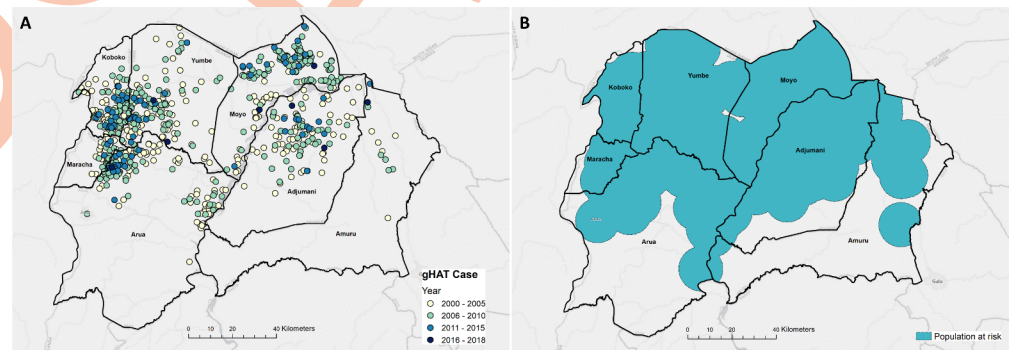 A
Koboko
Yumbe
Moyo
Maracha
Adjumani
Arua
Amuru
gHAT Case
Year
2000 - 2005
2006 - 2010
2011 - 2015
2016 - 2018
0 10 20 40 Kilometers
B
Koboko
Yumbe
Moyo
Maracha
Adjumani
Arua
Amuru
Gulu
0 10 20 40 Kilometers
Population at risk